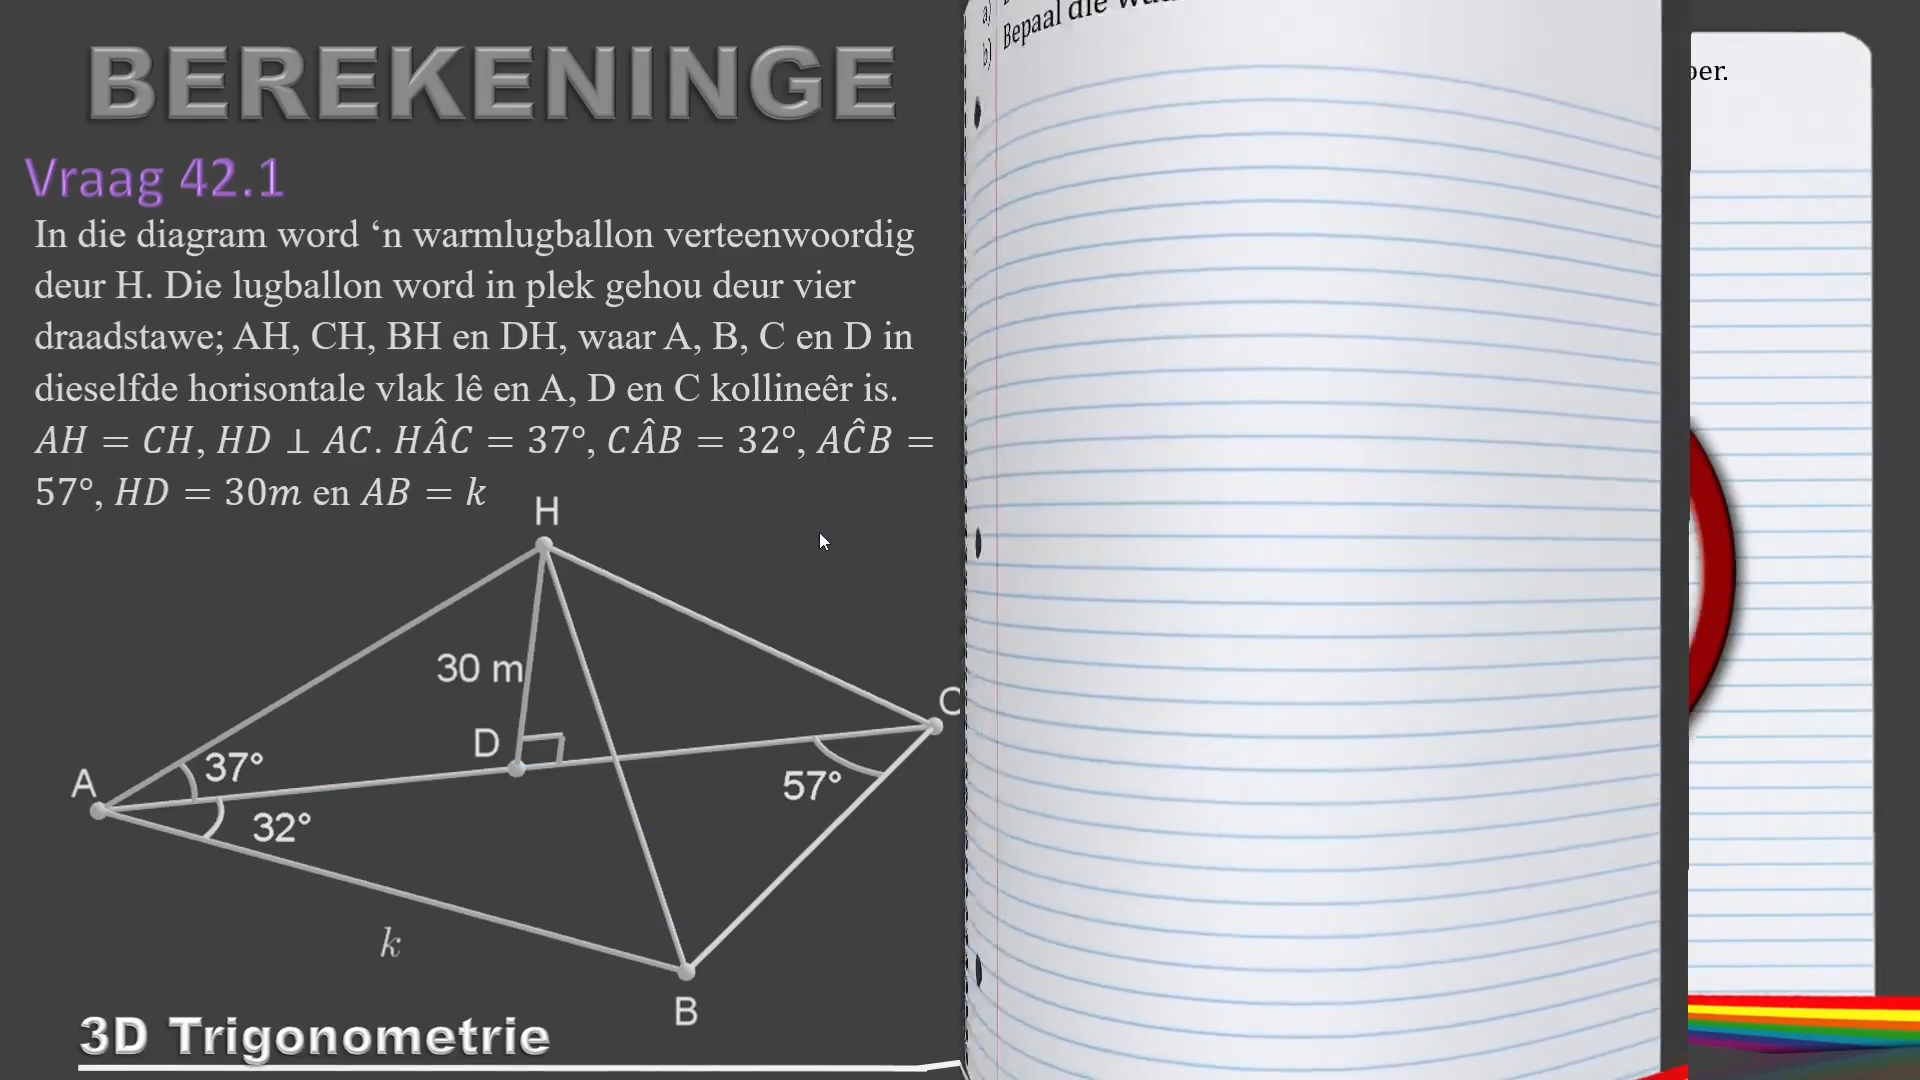 BEREKENINGE
Vraag 42.1
In die diagram word ‘n warmlugballon verteenwoordig
deur H. Die lugballon word in plek gehou deur vier
draadstawe; AH, CH, BH en DH, waar A, B, C en D in
dieselfde horisontale vlak lê en A, D en C kollineêr is.
AH = CH, HD ⊥ AC. HÂC = 37°, CÂB = 32°, AĈB =
57°, HD = 30m en AB = k
H
30 m
C
D
57°
A
37°
32°
k
B
3D Trigonometrie
a)
b) Bepaal die